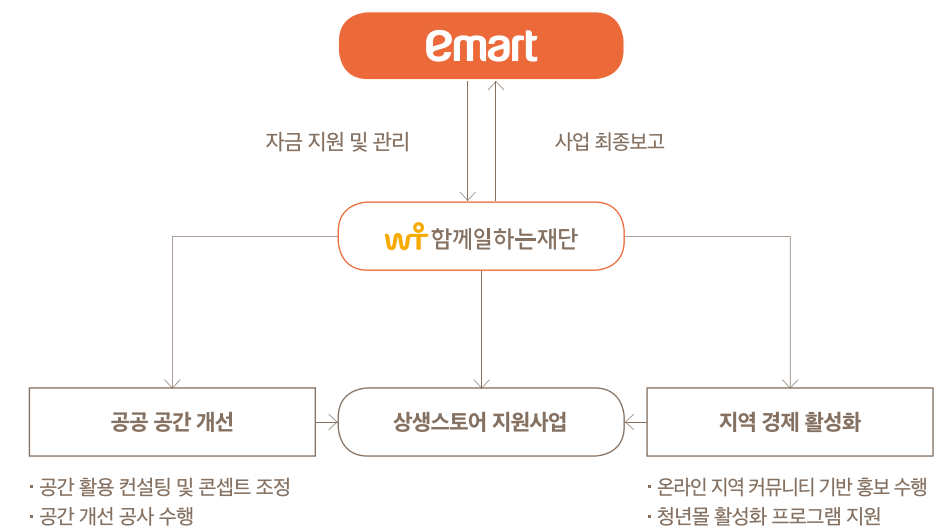 emart
자금 지원 및 관리
사업 최종보고
함께일하는재단
공공 공간 개선
상생스토어 지원사업
지역 경제 활성화
· 공간 활용 컨설팅 및 콘셉트 조정
· 공간 개선 공사 수행
· 온라인 지역 커뮤니티 기반 홍보 수행
· 청년몰 활성화 프로그램 지원